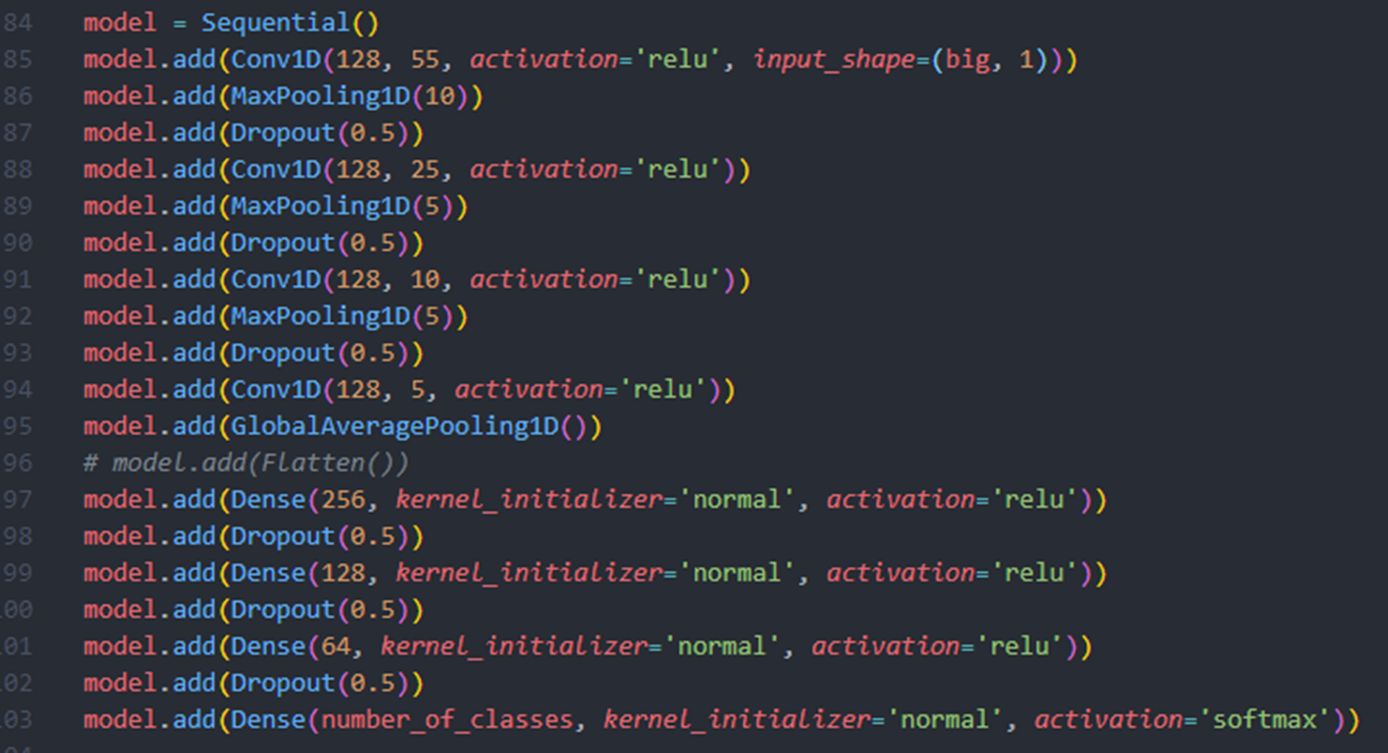 84 model = Sequential()
85 model.add(Conv1D(128, 55, activation='relu', input_shape=(big, 1)))
86 model.add(MaxPooling1D(10))
87 model.add(Dropout(0.5))
88 model.add(Conv1D(128, 25, activation='relu'))
89 model.add(MaxPooling1D(5))
90 model.add(Dropout(0.5))
91 model.add(Conv1D(128, 10, activation='relu'))
92 model.add(MaxPooling1D(5))
93 model.add(Dropout(0.5))
94 model.add(Conv1D(128, 5, activation='relu'))
95 model.add(GlobalAveragePooling1D())
96 # model.add(Flatten())
97 model.add(Dense(256, kernel_initializer='normal', activation='relu'))
98 model.add(Dropout(0.5))
99 model.add(Dense(128, kernel_initializer='normal', activation='relu'))
00 model.add(Dropout(0.5))
01 model.add(Dense(64, kernel_initializer='normal', activation='relu'))
02 model.add(Dropout(0.5))
03 model.add(Dense(number_of_classes, kernel_initializer='normal', activation='softmax'))